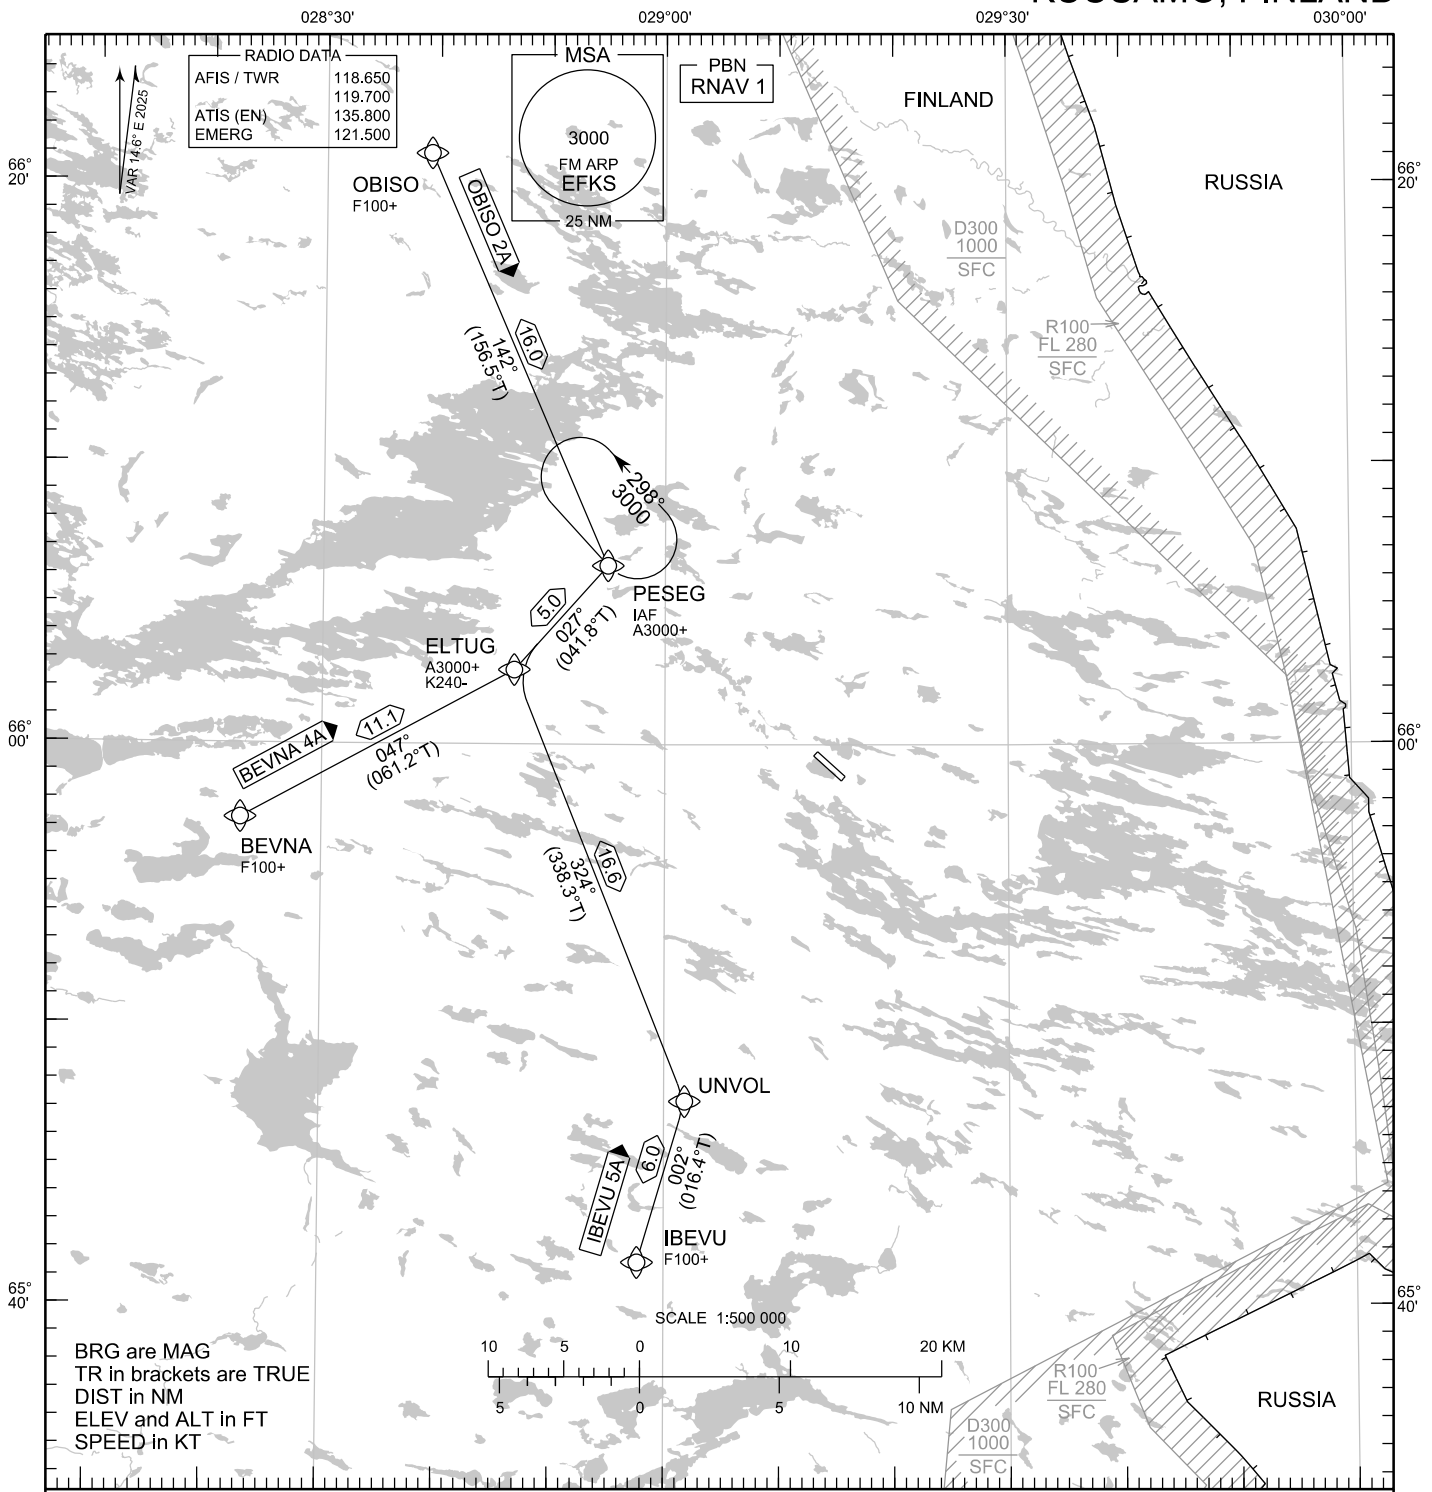 028°30'
029°00'
029°30'
030°00'
VAR 14.6° E 2025
RADIO DATA
AFIS / TWR 118.650
119.700
ATIS (EN) 135.800
EMERG 121.500
MSA
3000
FM ARP
EFKS
25 NM
PBN
RNAV 1
FINLAND
RUSSIA
66°
20'
66°
20'
OBISO
F100+
OBISO 2A
D300
1000
SFC
R100
FL 280
SFC
16.0
142°
(156.5°T)
298°
3000
PESEG
IAF
A3000+
5.0
027°
(041.8°T)
ELTUG
A3000+
K240-
66°
00'
66°
00'
BEVNA 4A
11.1
047°
(061.2°T)
BEVNA
F100+
16.6
324°
(338.3°T)
UNVOL
IBEVU 5A
6.0
002°
(016.4°T)
IBEVU
F100+
65°
40'
65°
40'
SCALE 1:500 000
10 5 0 10 20 KM
5 0 5 10 NM
BRG are MAG
TR in brackets are TRUE
DIST in NM
ELEV and ALT in FT
SPEED in KT
R100
FL 280
SFC
D300
1000
SFC
RUSSIA